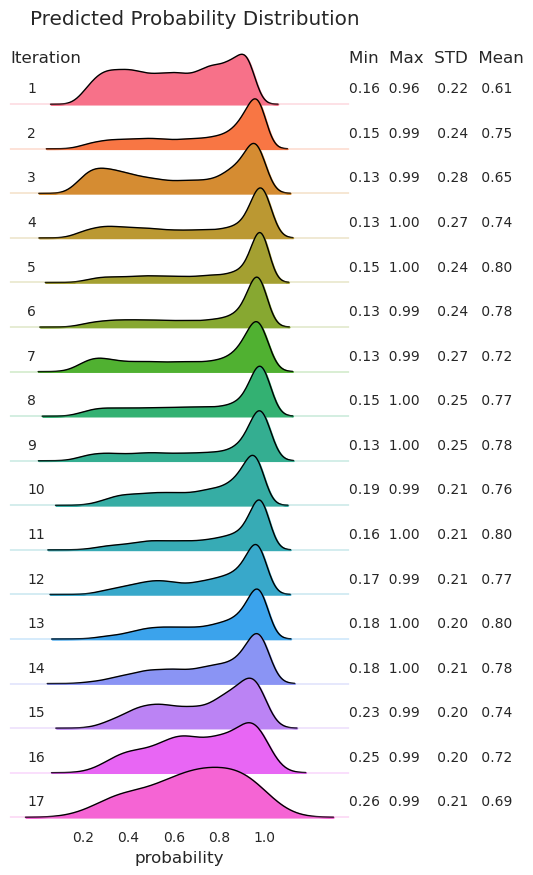 Predicted Probability Distribution
Iteration Min Max STD Mean
1 0.16 0.96 0.22 0.61
2 0.15 0.99 0.24 0.75
3 0.13 0.99 0.28 0.65
4 0.13 1.00 0.27 0.74
5 0.15 1.00 0.24 0.80
6 0.13 0.99 0.24 0.78
7 0.13 0.99 0.27 0.72
8 0.15 1.00 0.25 0.77
9 0.13 1.00 0.25 0.78
10 0.19 0.99 0.21 0.76
11 0.16 1.00 0.21 0.80
12 0.17 0.99 0.21 0.77
13 0.18 1.00 0.20 0.80
14 0.18 1.00 0.21 0.78
15 0.23 0.99 0.20 0.74
16 0.25 0.99 0.20 0.72
17 0.26 0.99 0.21 0.69
0.2 0.4 0.6 0.8 1.0
probability